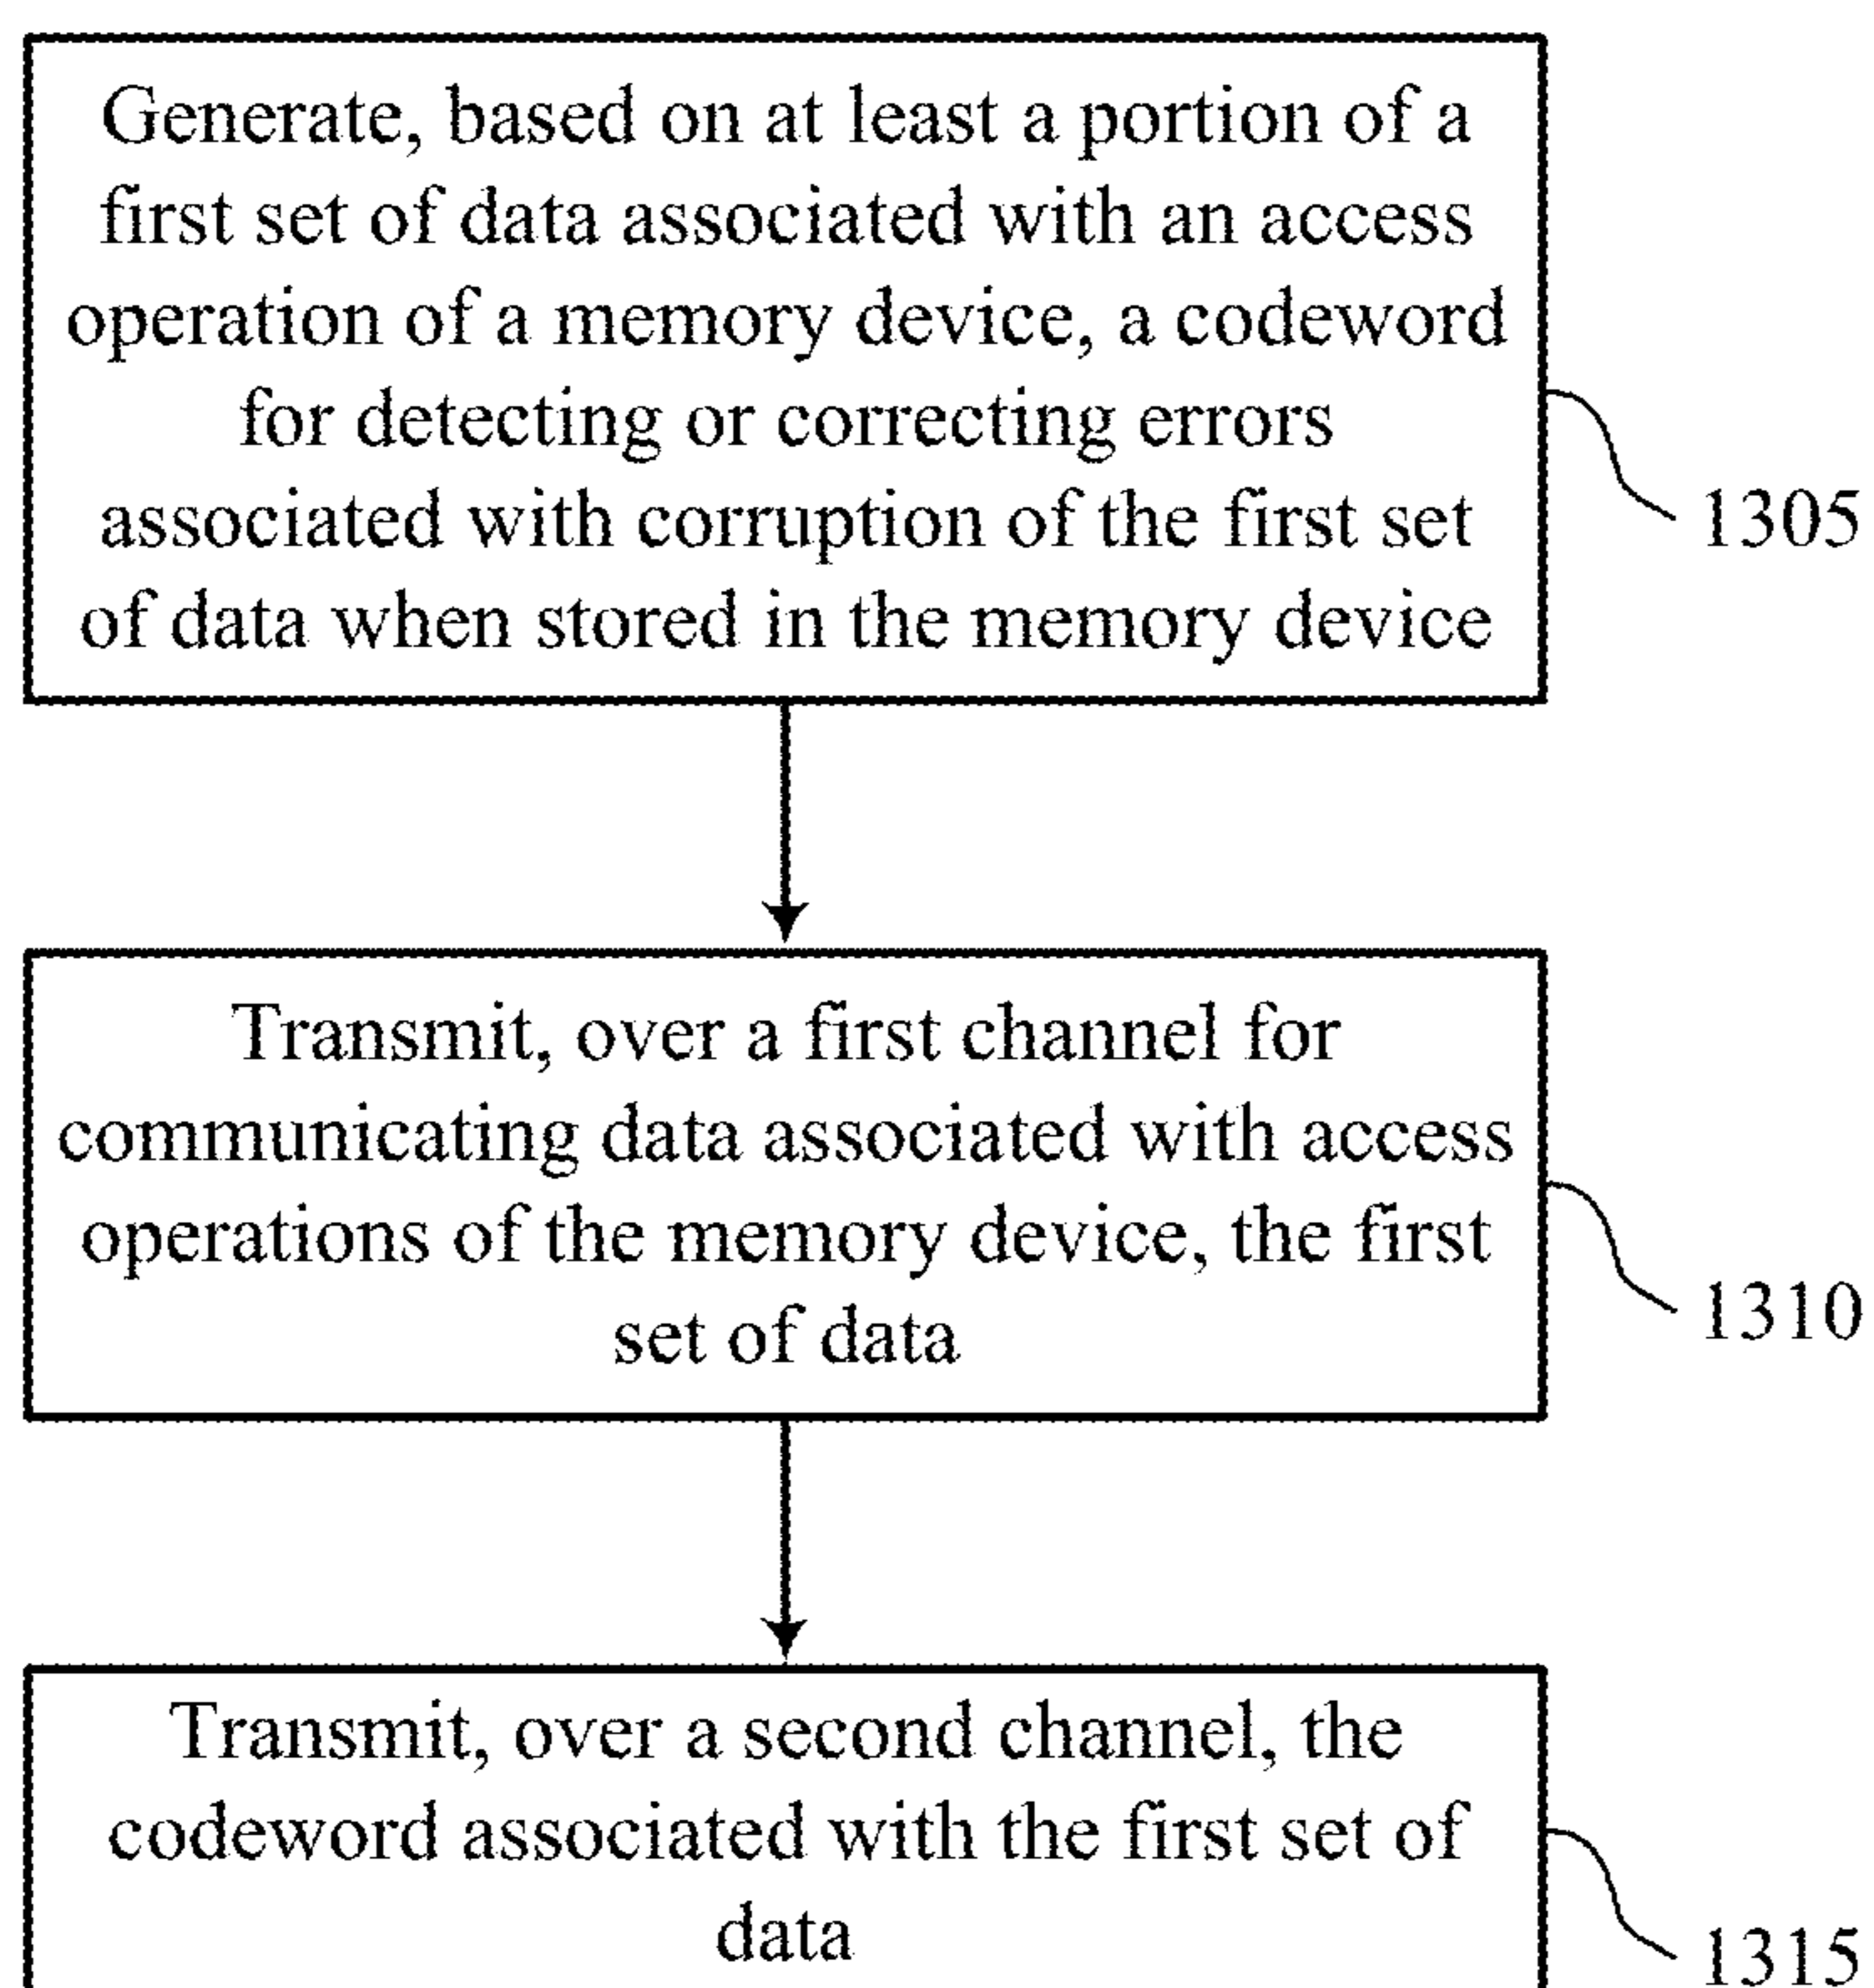 Generate, based on at least a portion of a
first set of data associated with an access
operation of a memory device, a codeword
for detecting or correcting errors
associated with corruption of the first set
of data when stored in the memory device
1305
Transmit, over a first channel for
communicating data associated with access
operations of the memory device, the first
set of data
1310
Transmit, over a second channel, the
codeword associated with the first set of
data
1315